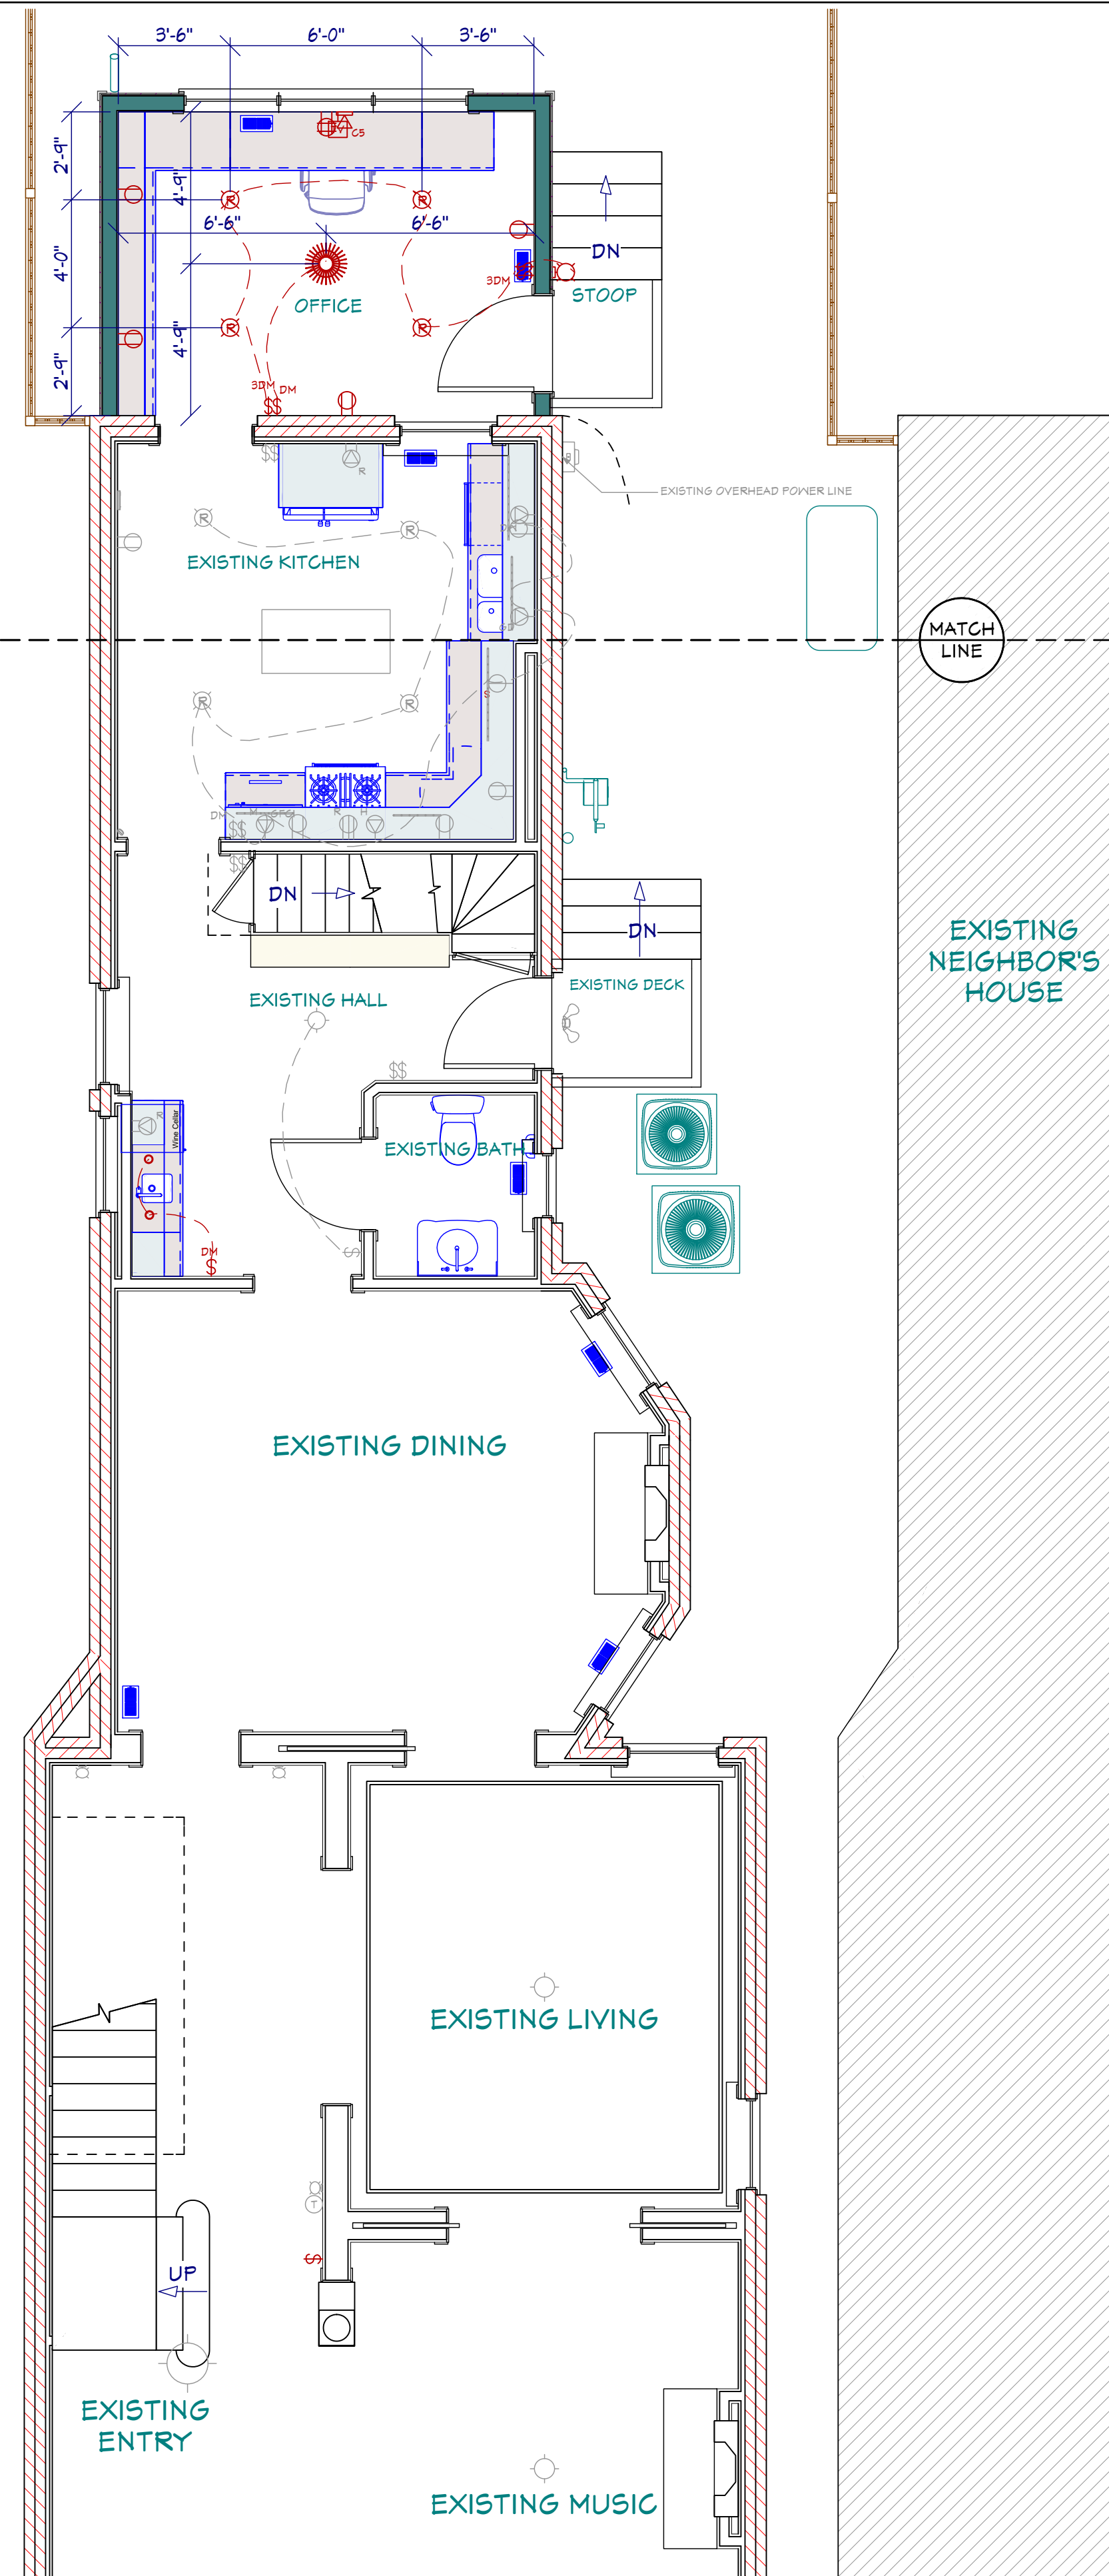 3'-6" 6'-0" 3'-6"
2'-9"
4'-9"
C5
R R
6'-6" 6'-6"
DN
4'-0"
3DM
STOOP
OFFICE
R R
4'-9"
2'-9"
3DM DM
$$
$$
R
EXISTING OVERHEAD POWER LINE
R
R
EXISTING KITCHEN
MATCH
LINE
S
R
R
DM
GFCI
R
H
$$
$$
DN
EXISTING
NEIGHBOR'S
HOUSE
DN
EXISTING DECK
EXISTING HALL
$$
R
Wine Cellar
EXISTING BATH
DM
$
$
EXISTING DINING
EXISTING LIVING
T
$
UP
EXISTING
ENTRY
EXISTING MUSIC